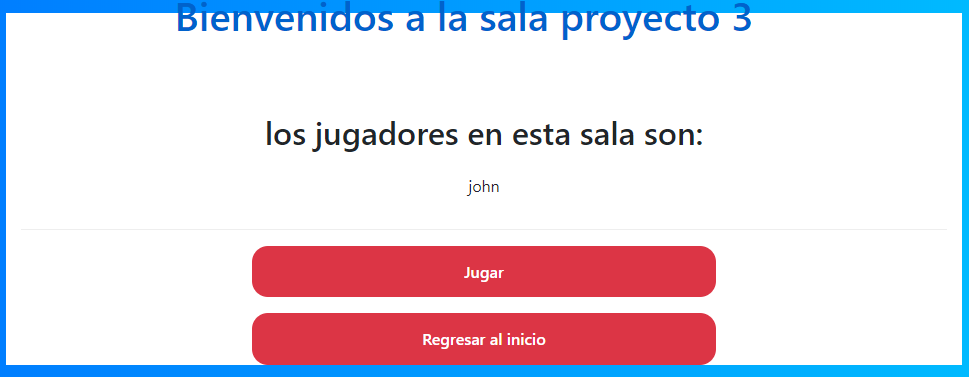 Bienvenidos a la sala proyecto 3
los jugadores en esta sala son:
john
Jugar
Regresar al inicio